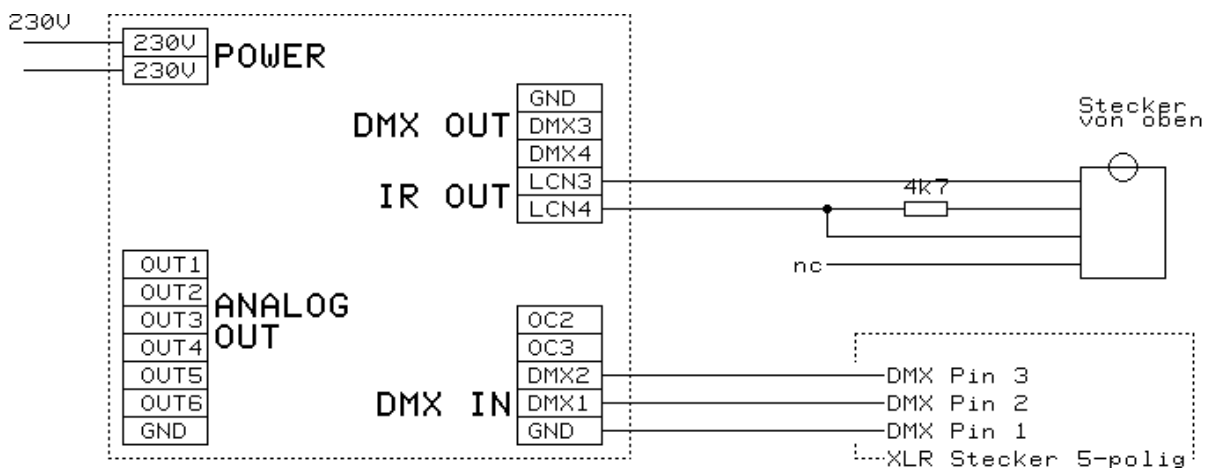 230V
230V
230V
POWER
DMX OUT
GND
DMX3
DMX4
IR OUT
LCN3
LCN4
4k7
nc
Stecker
von oben
OUT1
OUT2
OUT3
OUT4
OUT5
OUT6
GND
ANALOG
OUT
DMX IN
OC2
OC3
DMX2
DMX1
GND
DMX Pin 3
DMX Pin 2
DMX Pin 1
XLR Stecker 5-polig